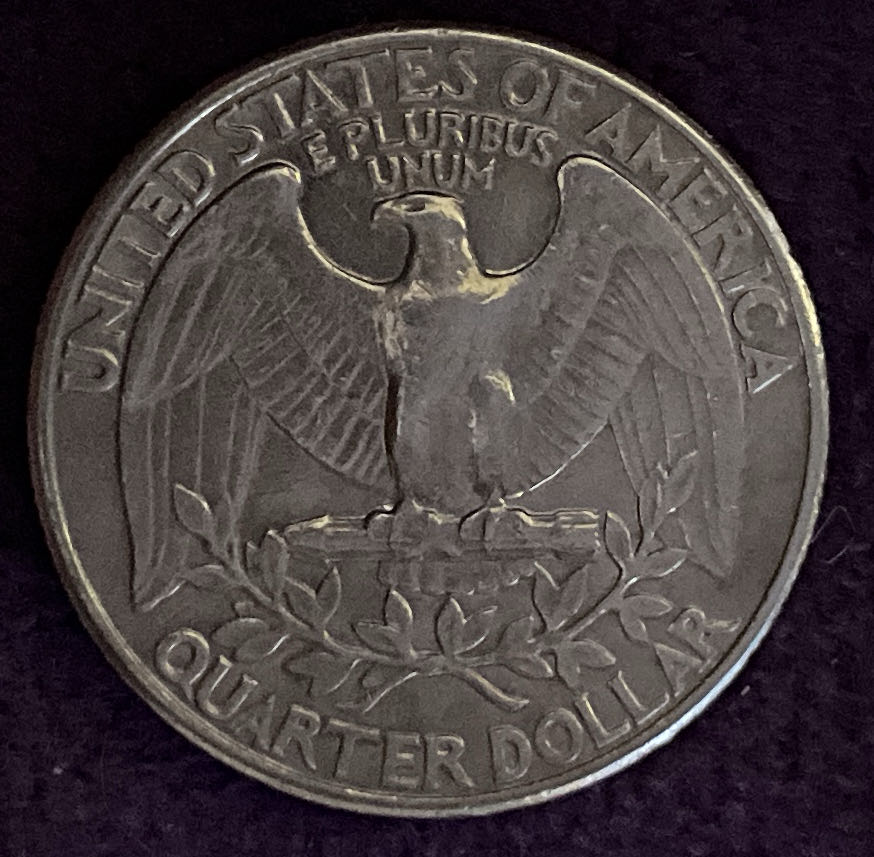 UNITED STATES OF AMERICA
E PLURIBUS
UNUM
QUARTER DOLLAR